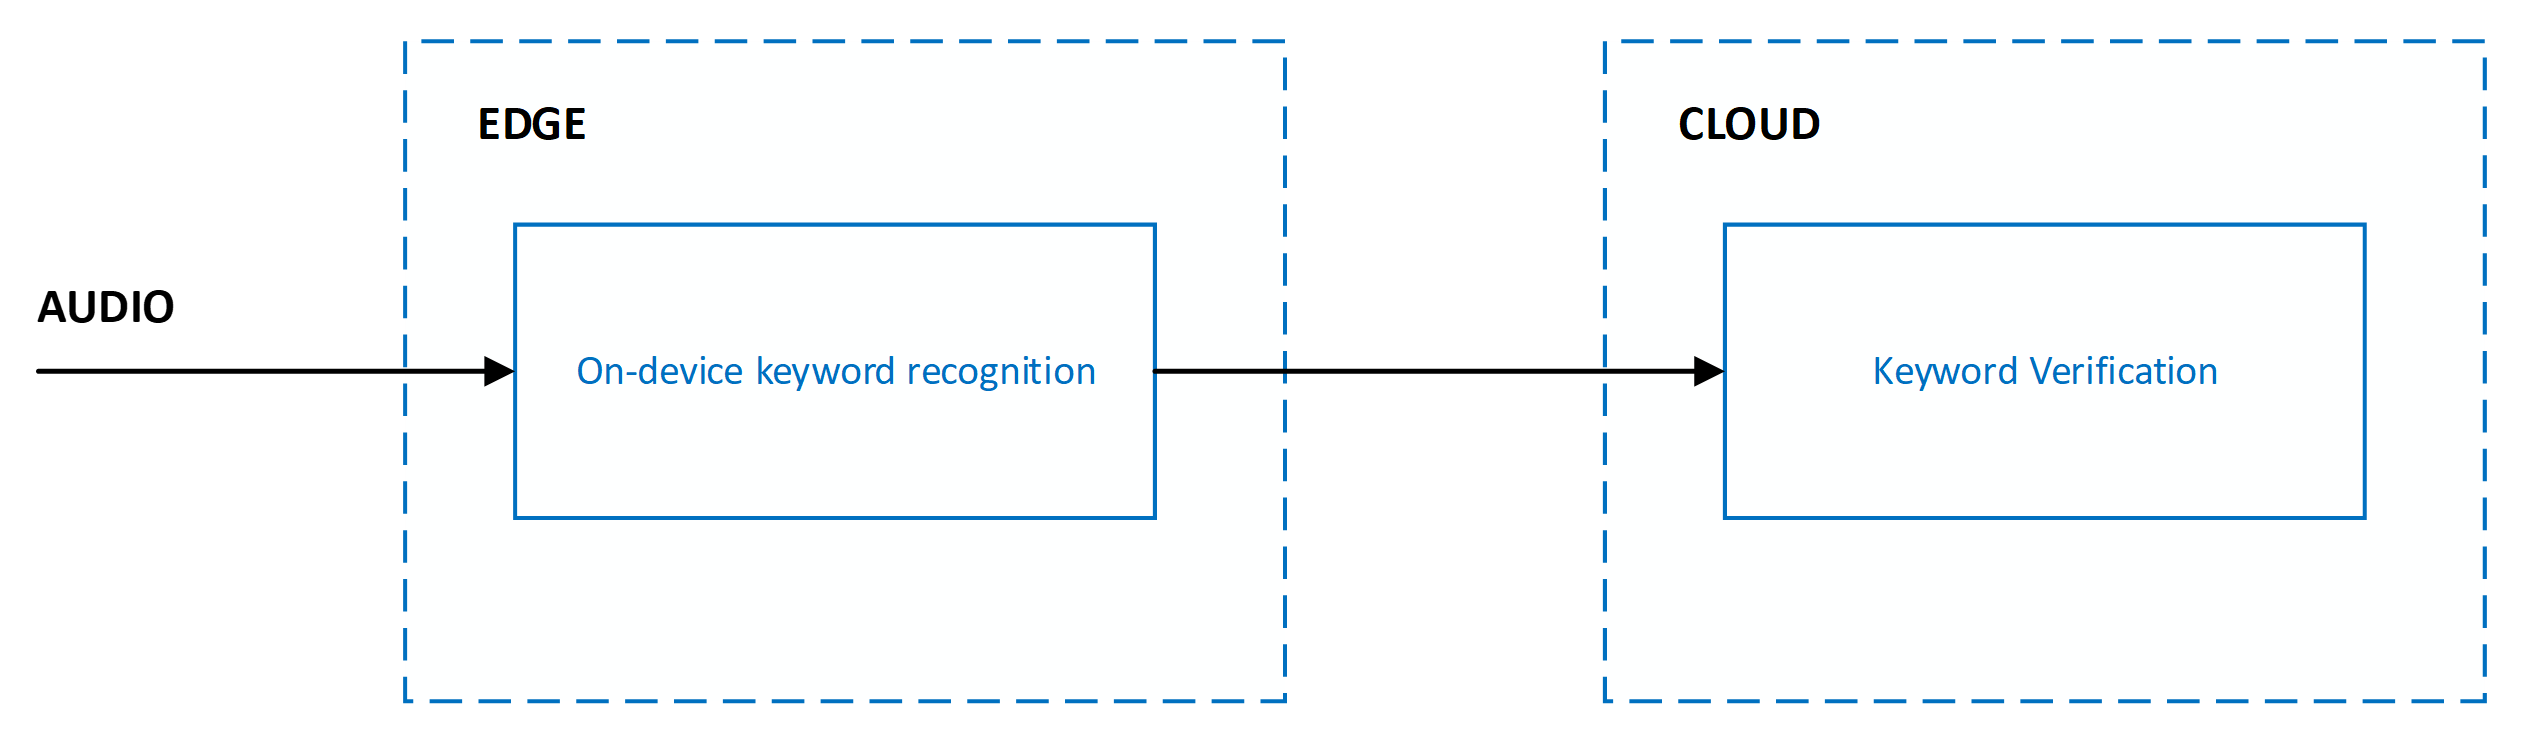 EDGE
CLOUD
AUDIO
On-device keyword recognition
Keyword Verification